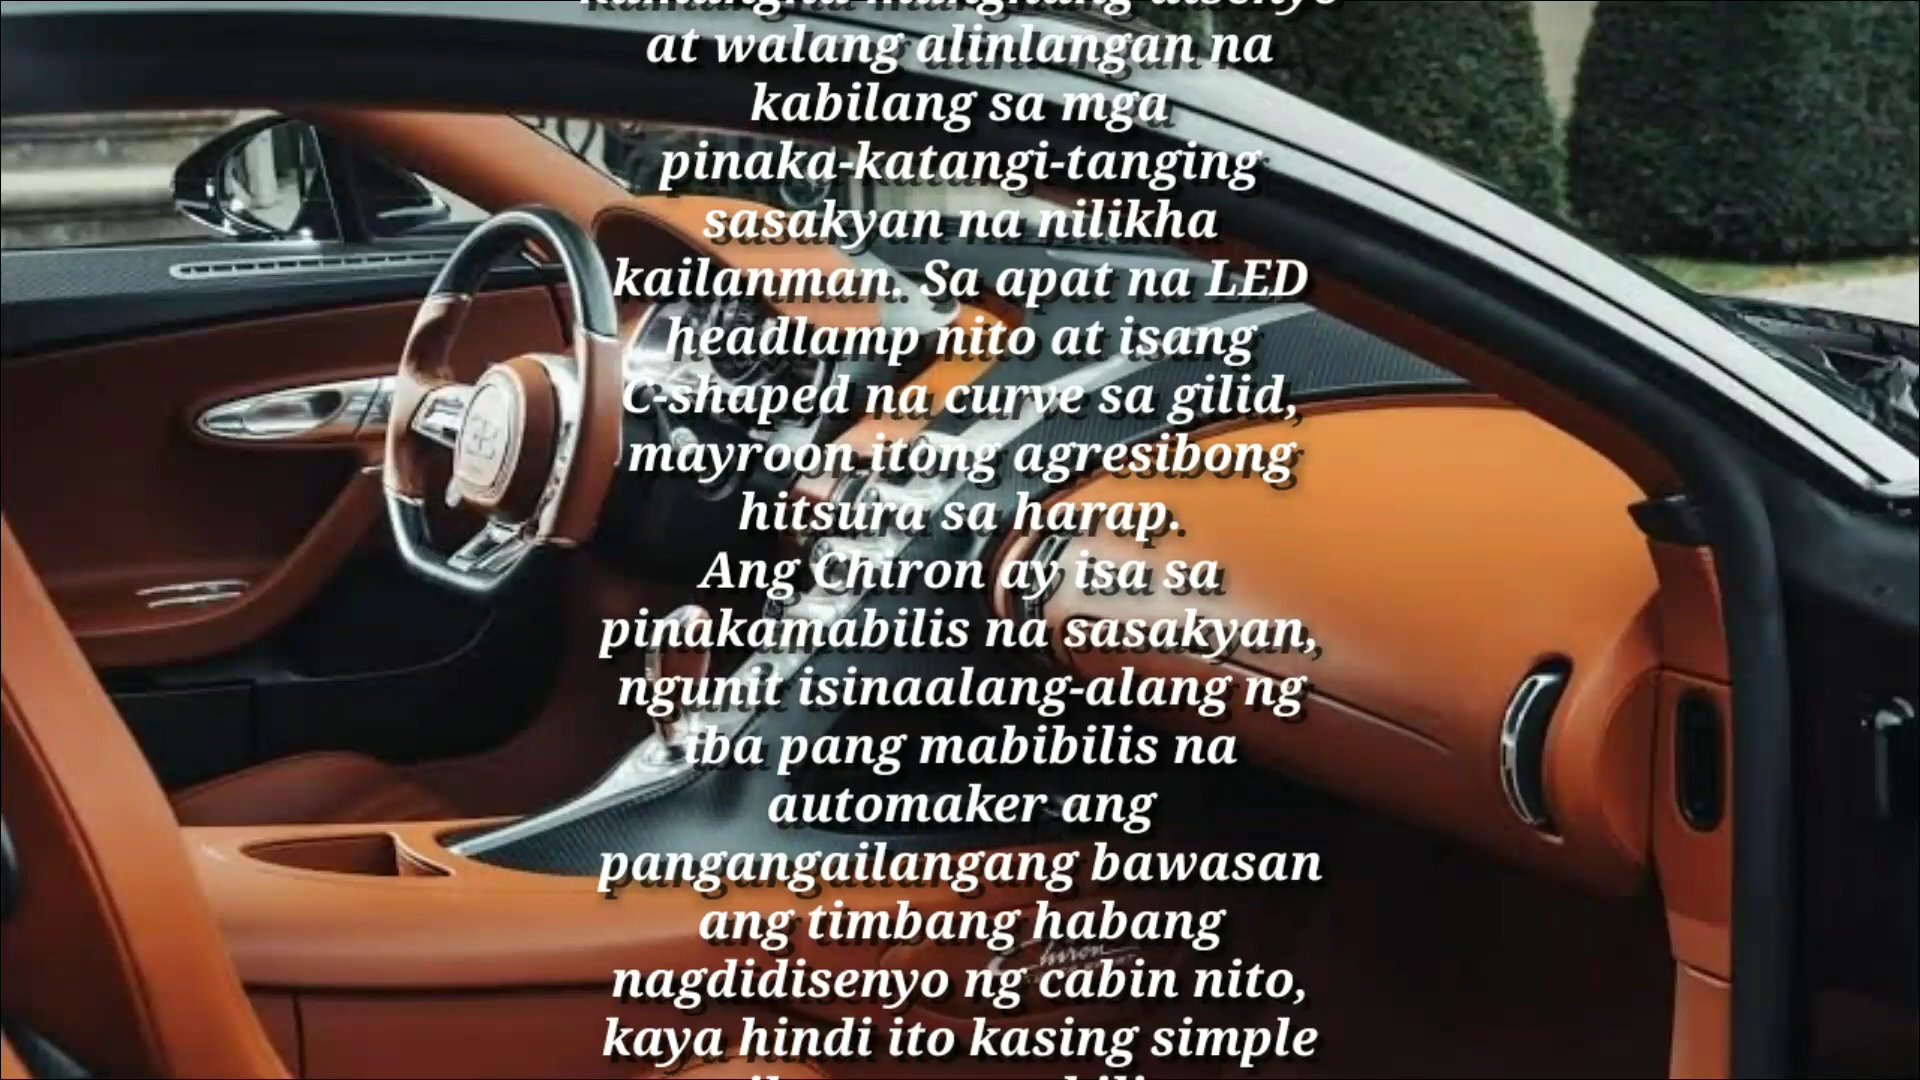 at walang alinlangan na
kabilang sa mga
pinaka-katangi-tanging
sasakyan na nilikha
kailanman. Sa apat na LED
headlamp nito at isang
C-shaped na curve sa gilid,
mayroon itong agresibong
hitsura sa harap.
Ang Chiron ay isa sa
pinakamabilis na sasakyan,
ngunit isinaalang-alang ng
iba pang mabibilis na
automaker ang
pangangailangang bawasan
ang timbang habang
nagdidisenyo ng cabin nito,
kaya hindi ito kasing simple
Chiron